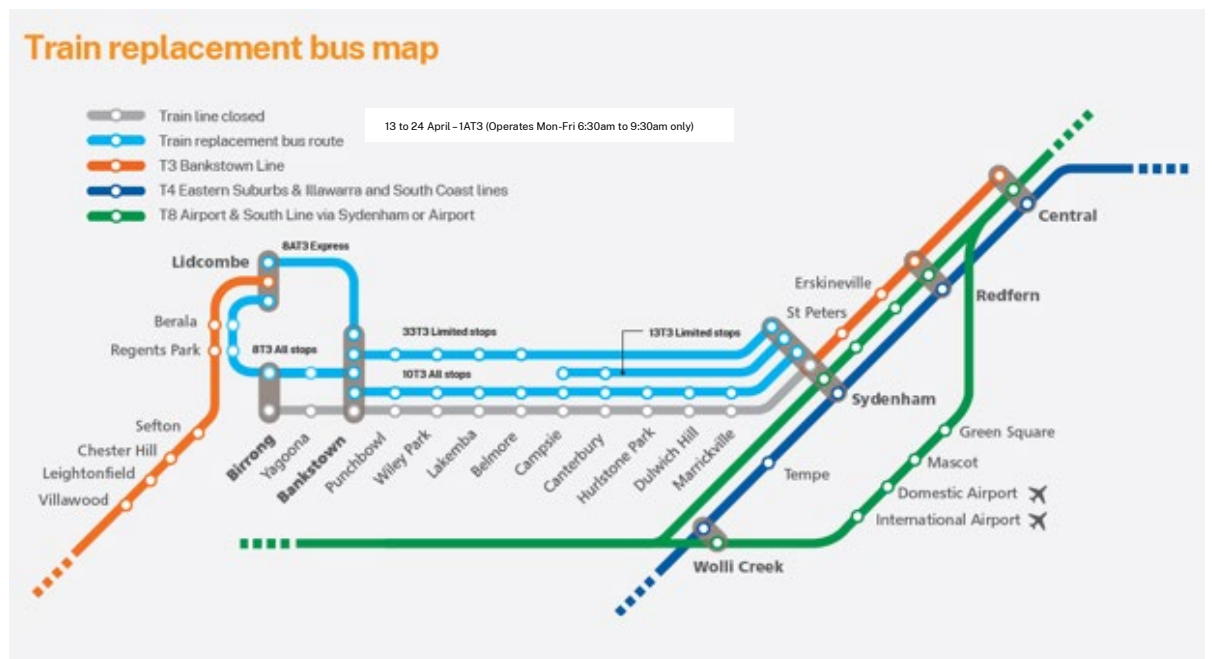 Train replacement bus map
Train line closed
Train replacement bus route
T3 Bankstown Line
T4 Eastern Suburbs & Illawarra and South Coast lines
T8 Airport & South Line via Sydenham or Airport
13 to 24 April – 1AT3 (Operates Mon-Fri 6:30am to 9:30am only)
8AT3 Express
Lidcombe
Berala
Regents Park
8T3 All stops
33T3 Limited stops
13T3 Limited stops
10T3 All stops
Sefton
Chester Hill
Leightonfield
Villawood
Birrong
Yagoona
Bankstown
Punchbowl
Wiley Park
Lakemba
Belmore
Campsie
Canterbury
Hurlstone Park
Dulwich Hill
Marrickville
Central
Redfern
Erskineville
St Peters
Sydenham
Tempe
Wolli Creek
Green Square
Mascot
Domestic Airport
International Airport